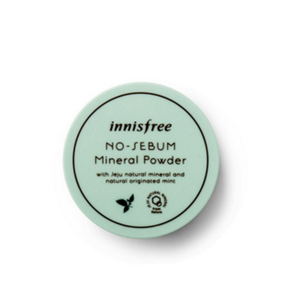 innisfree
NO-SEBUM
Mineral Powder
with Jeju natural mineral and
natural originated mint